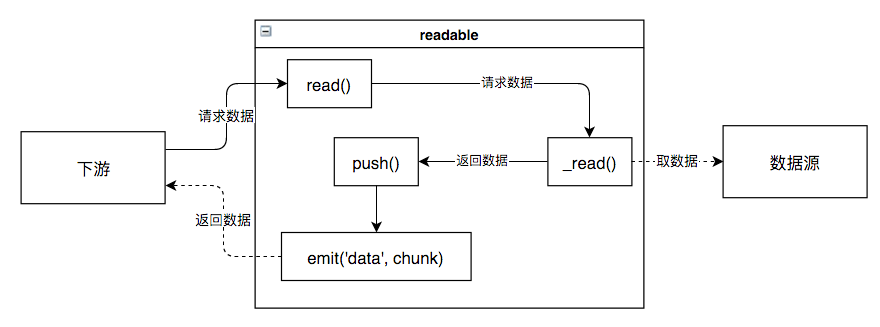 readable
read()
请求数据
请求数据
下游
push()
返回数据
_read()
取数据
数据源
返回数据
emit('data', chunk)